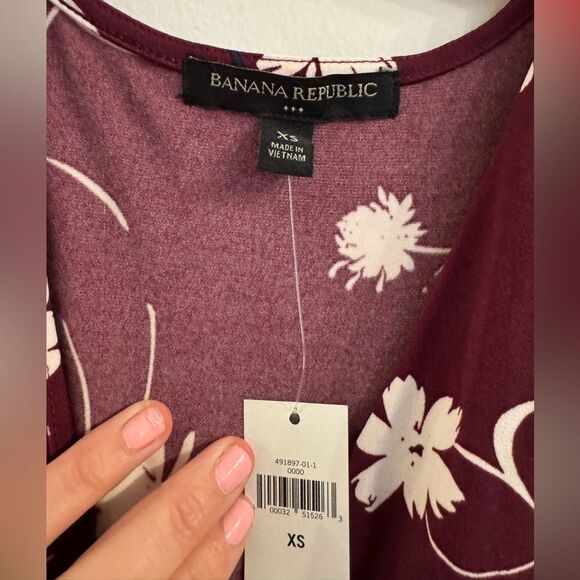 BANANA REPUBLIC
XS
MADE IN
VIETNAM
491897-01-1
0000
00032 51526 3
XS